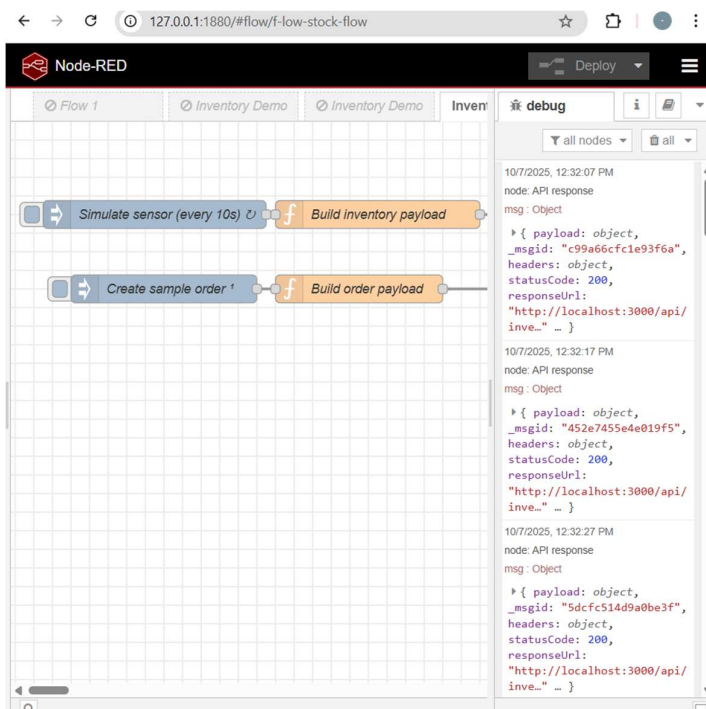 127.0.0.1:1880/#flow/f-low-stock-flow
Node-RED
Deploy
Flow 1
Inventory Demo
Inventory Demo
Invent
debug
i
all nodes
all
Simulate sensor (every 10s) ↻
f
Build inventory payload
Create sample order ¹
f
Build order payload
10/7/2025, 12:32:07 PM
node: API response
msg : Object
{ payload: object,
_msgid: "c99a66cfc1e93f6a",
headers: object,
statusCode: 200,
responseUrl:
"http://localhost:3000/api/
inve…" … }
10/7/2025, 12:32:17 PM
node: API response
msg : Object
{ payload: object,
_msgid: "452e7455e4e019f5",
headers: object,
statusCode: 200,
responseUrl:
"http://localhost:3000/api/
inve…" … }
10/7/2025, 12:32:27 PM
node: API response
msg : Object
{ payload: object,
_msgid: "5dcfc514d9a0be3f",
headers: object,
statusCode: 200,
responseUrl:
"http://localhost:3000/api/
inve…" … }